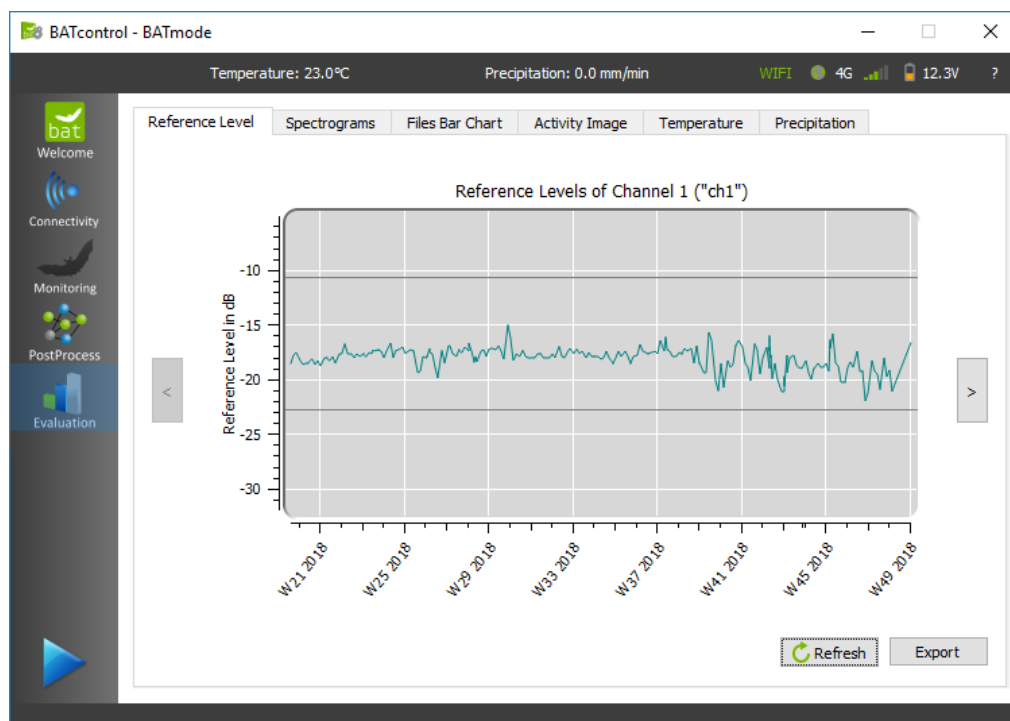 BATcontrol - BATmode
Temperature: 23.0°C Precipitation: 0.0 mm/min WIFI 4G 12.3V ?
bat
Welcome
Connectivity
Monitoring
PostProcess
Evaluation
Reference Level Spectrograms Files Bar Chart Activity Image Temperature Precipitation
Reference Levels of Channel 1 ("ch1")
Reference Level in dB
-10
-15
-20
-25
-30
<
>
W21 2018 W25 2018 W29 2018 W33 2018 W37 2018 W41 2018 W45 2018 W49 2018
Refresh Export